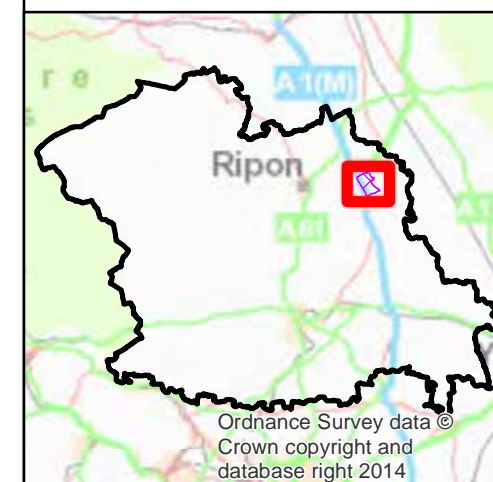 r e
s
A1(M)
Ripon
A61
A1
Ordnance Survey data ©
Crown copyright and
database right 2014